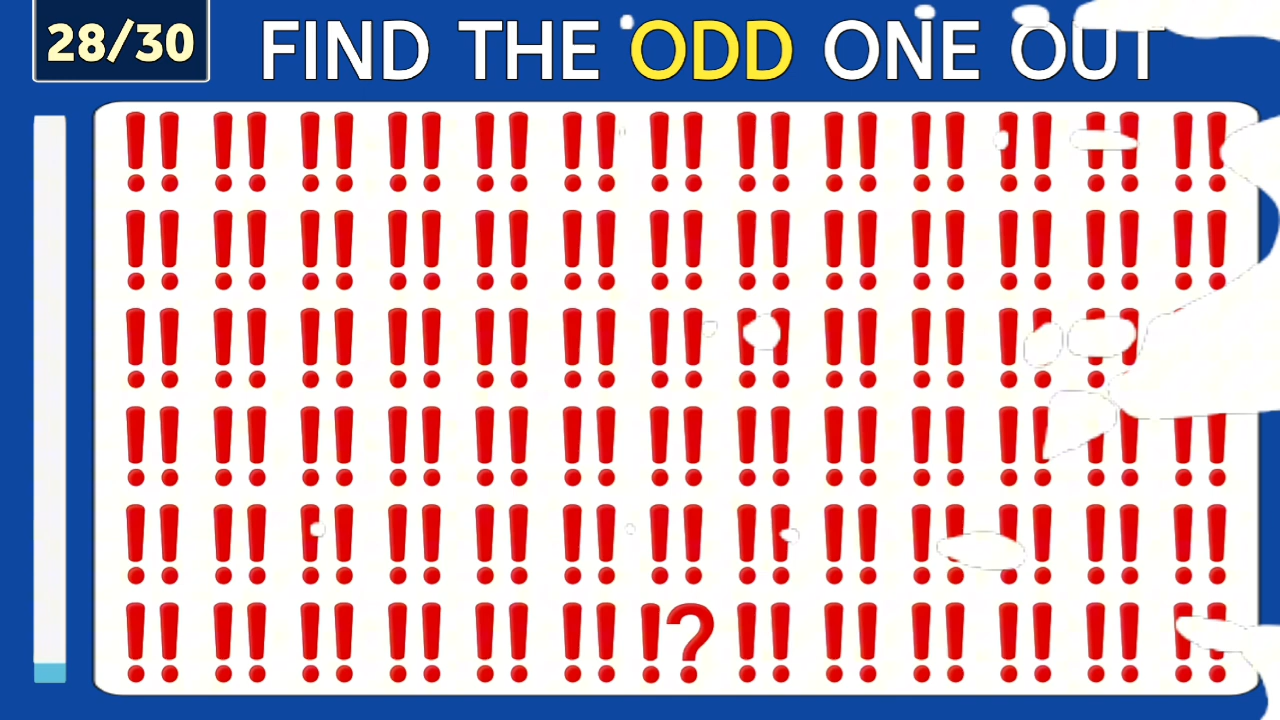 28/30
FIND THE ODD ONE OUT
‼ ‼ ‼ ‼ ‼ ‼ ‼ ‼ ‼ ‼ ‼ ‼ ‼
‼ ‼ ‼ ‼ ‼ ‼ ‼ ‼ ‼ ‼ ‼ ‼ ‼
‼ ‼ ‼ ‼ ‼ ‼ ‼ ‼ ‼ ‼ ‼ ‼
‼ ‼ ‼ ‼ ‼ ‼ ‼ ‼ ‼ ‼ ‼ ‼ ‼
‼ ‼ ‼ ‼ ‼ ‼ ‼ ‼ ‼ ‼ ‼ ‼ ‼
‼ ‼ ‼ ‼ ‼ ‼ ⁉ ‼ ‼ ‼ ‼ ‼ ‼